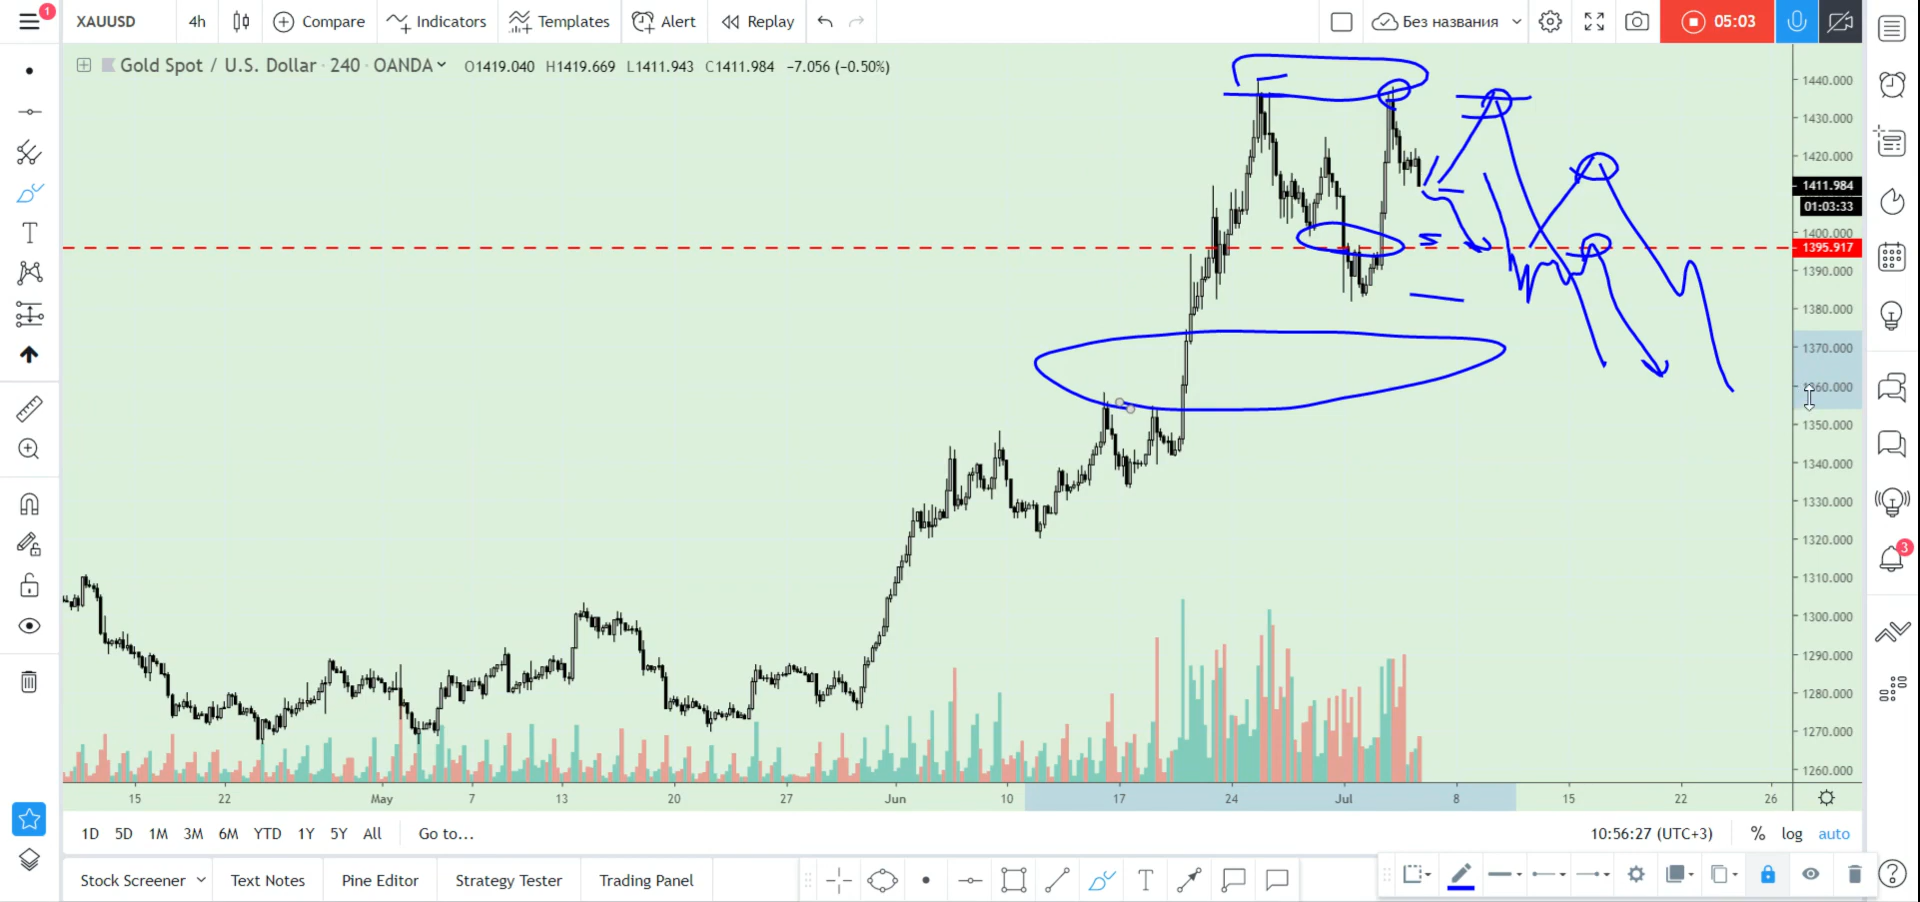 1
XAUUSD
4h
Compare
Indicators
Templates
Alert
Replay
Без названия
05:03
Gold Spot / U.S. Dollar · 240 · OANDA
O1419.040 H1419.669 L1411.943 C1411.984 −7.056 (−0.50%)
1440.000
1430.000
1420.000
1411.984
01:03:33
1400.000
1395.917
1390.000
1380.000
1370.000
1360.000
1350.000
1340.000
1330.000
1320.000
1310.000
1300.000
1290.000
1280.000
1270.000
1260.000
3
15 22 May 7 13 20 27 Jun 10 17 24 Jul 8 15 22 26
1D 5D 1M 3M 6M YTD 1Y 5Y All Go to...
10:56:27 (UTC+3) % log auto
Stock Screener Text Notes Pine Editor Strategy Tester Trading Panel